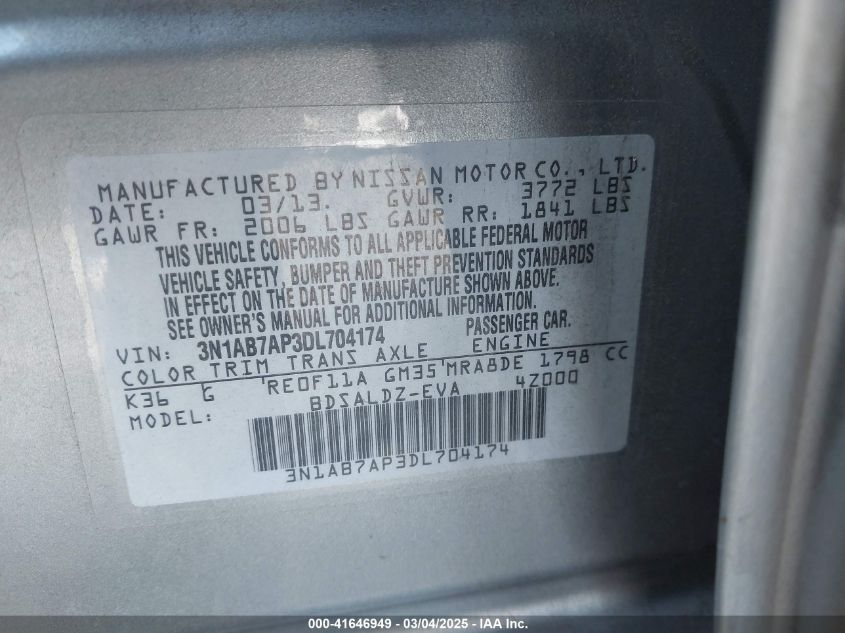 MANUFACTURED BY NISSAN MOTOR CO., LTD.
DATE: 03/13. GVWR: 3772 LBS
GAWR FR: 2006 LBS GAWR RR: 1841 LBS
THIS VEHICLE CONFORMS TO ALL APPLICABLE FEDERAL MOTOR
VEHICLE SAFETY, BUMPER AND THEFT PREVENTION STANDARDS
IN EFFECT ON THE DATE OF MANUFACTURE SHOWN ABOVE.
SEE OWNER'S MANUAL FOR ADDITIONAL INFORMATION.
VIN: 3N1AB7AP3DL704174 PASSENGER CAR.
COLOR TRIM TRANS AXLE ENGINE
K36 G RE0F11A GM35 MRA8DE 1798 CC
MODEL: BDSALDZ-EVA 4Z000
3N1AB7AP3DL704174
000-41646949 - 03/04/2025 - IAA Inc.